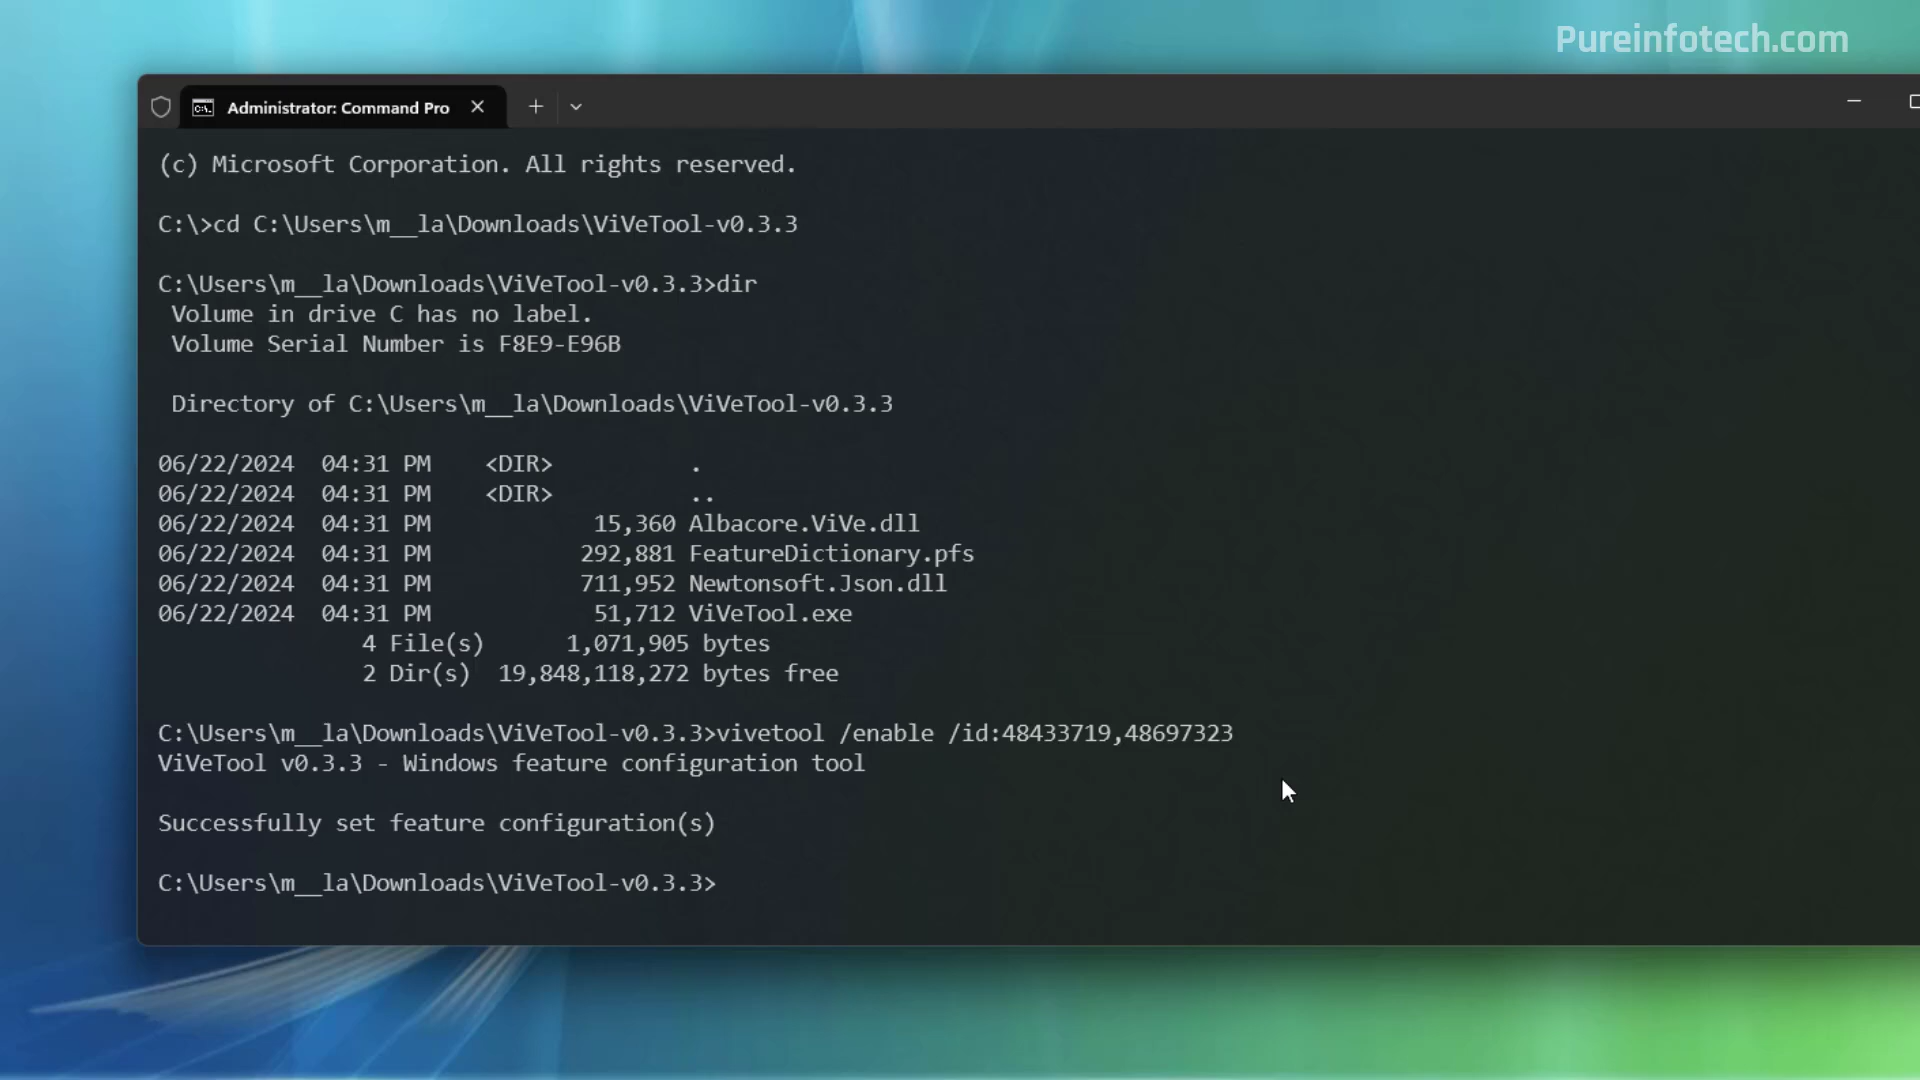 Pureinfotech.com
Administrator: Command Pro
(c) Microsoft Corporation. All rights reserved.
C:\>cd C:\Users\m__la\Downloads\ViVeTool-v0.3.3
C:\Users\m__la\Downloads\ViVeTool-v0.3.3>dir
Volume in drive C has no label.
Volume Serial Number is F8E9-E96B
Directory of C:\Users\m__la\Downloads\ViVeTool-v0.3.3
06/22/2024  04:31 PM    <DIR>          .
06/22/2024  04:31 PM    <DIR>          ..
06/22/2024  04:31 PM            15,360 Albacore.ViVe.dll
06/22/2024  04:31 PM           292,881 FeatureDictionary.pfs
06/22/2024  04:31 PM           711,952 Newtonsoft.Json.dll
06/22/2024  04:31 PM            51,712 ViVeTool.exe
4 File(s)      1,071,905 bytes
2 Dir(s)  19,848,118,272 bytes free
C:\Users\m__la\Downloads\ViVeTool-v0.3.3>vivetool /enable /id:48433719,48697323
ViVeTool v0.3.3 - Windows feature configuration tool
Successfully set feature configuration(s)
C:\Users\m__la\Downloads\ViVeTool-v0.3.3>